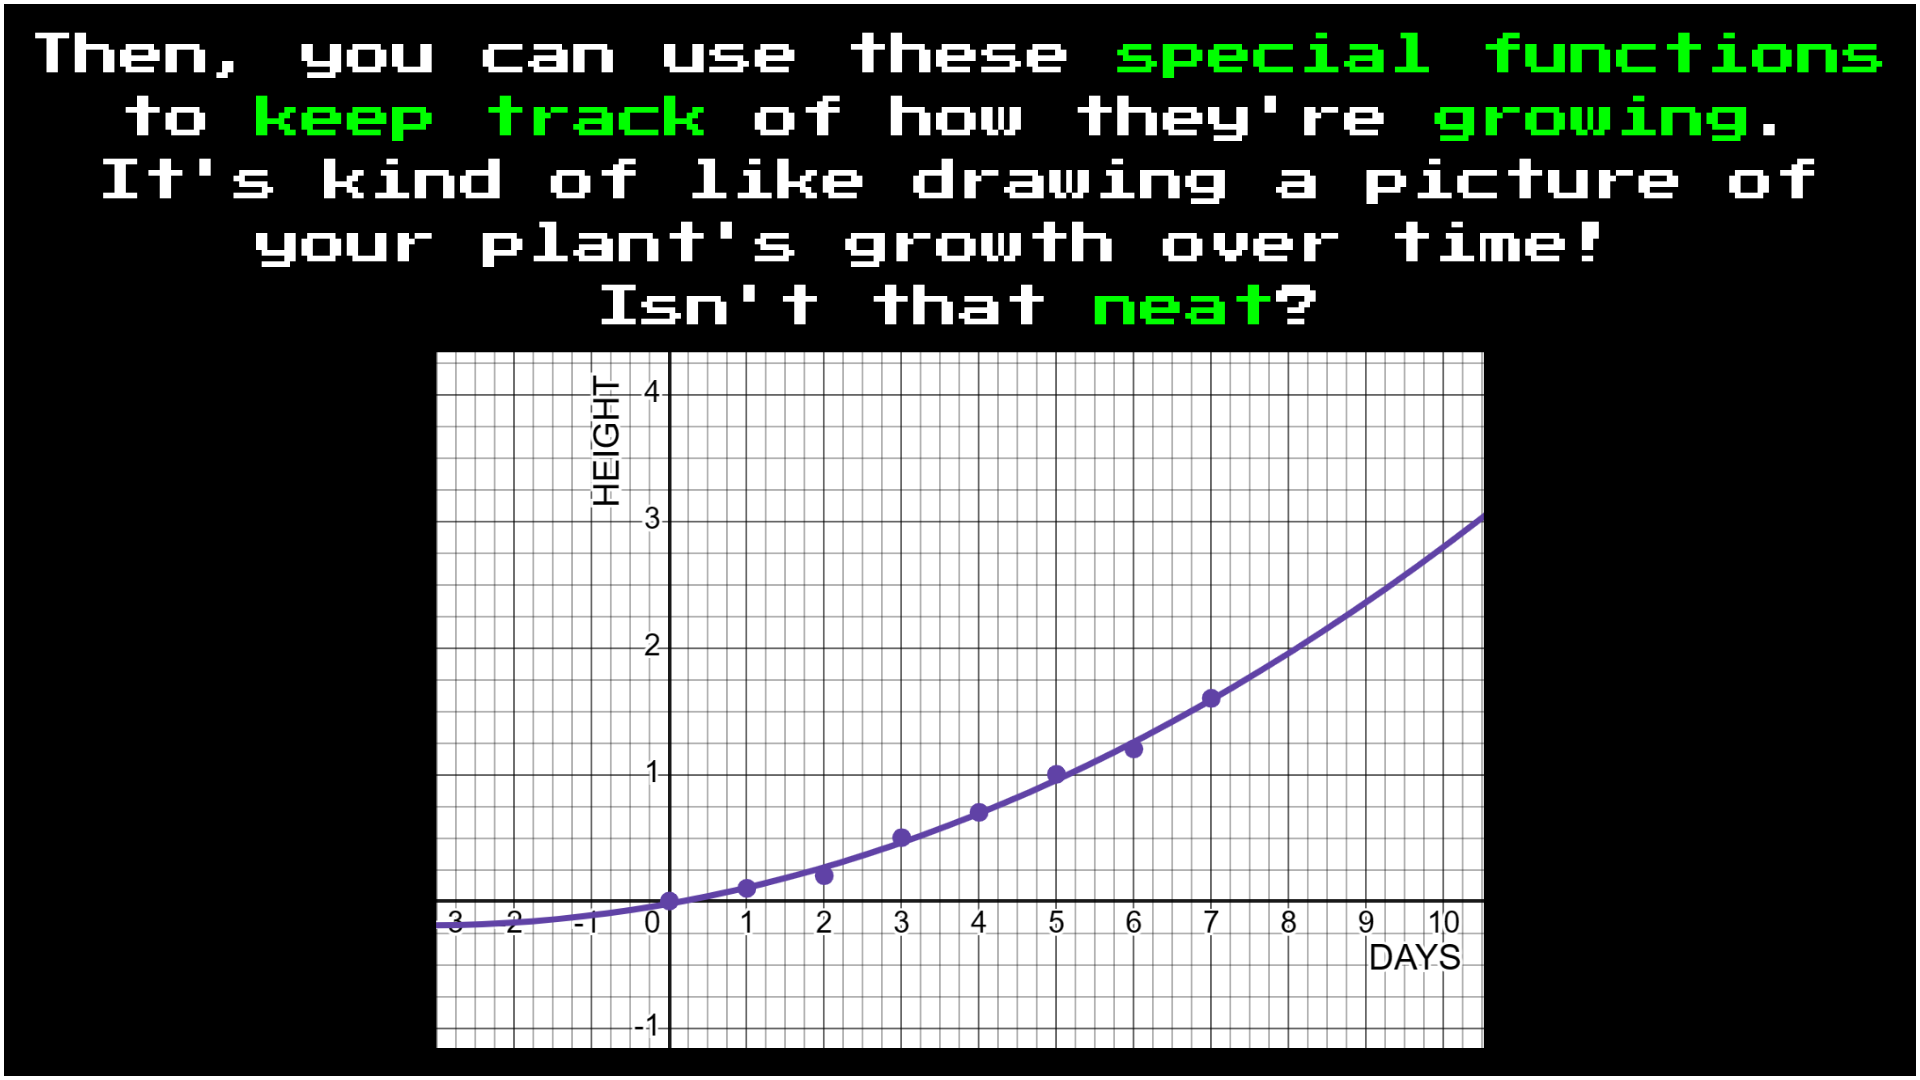 Then, you can use these special functions
to keep track of how they're growing.
It's kind of like drawing a picture of
your plant's growth over time!
Isn't that neat?
HEIGHT
4
3
2
1
-3 -2 -1 0 1 2 3 4 5 6 7 8 9 10
DAYS
-1